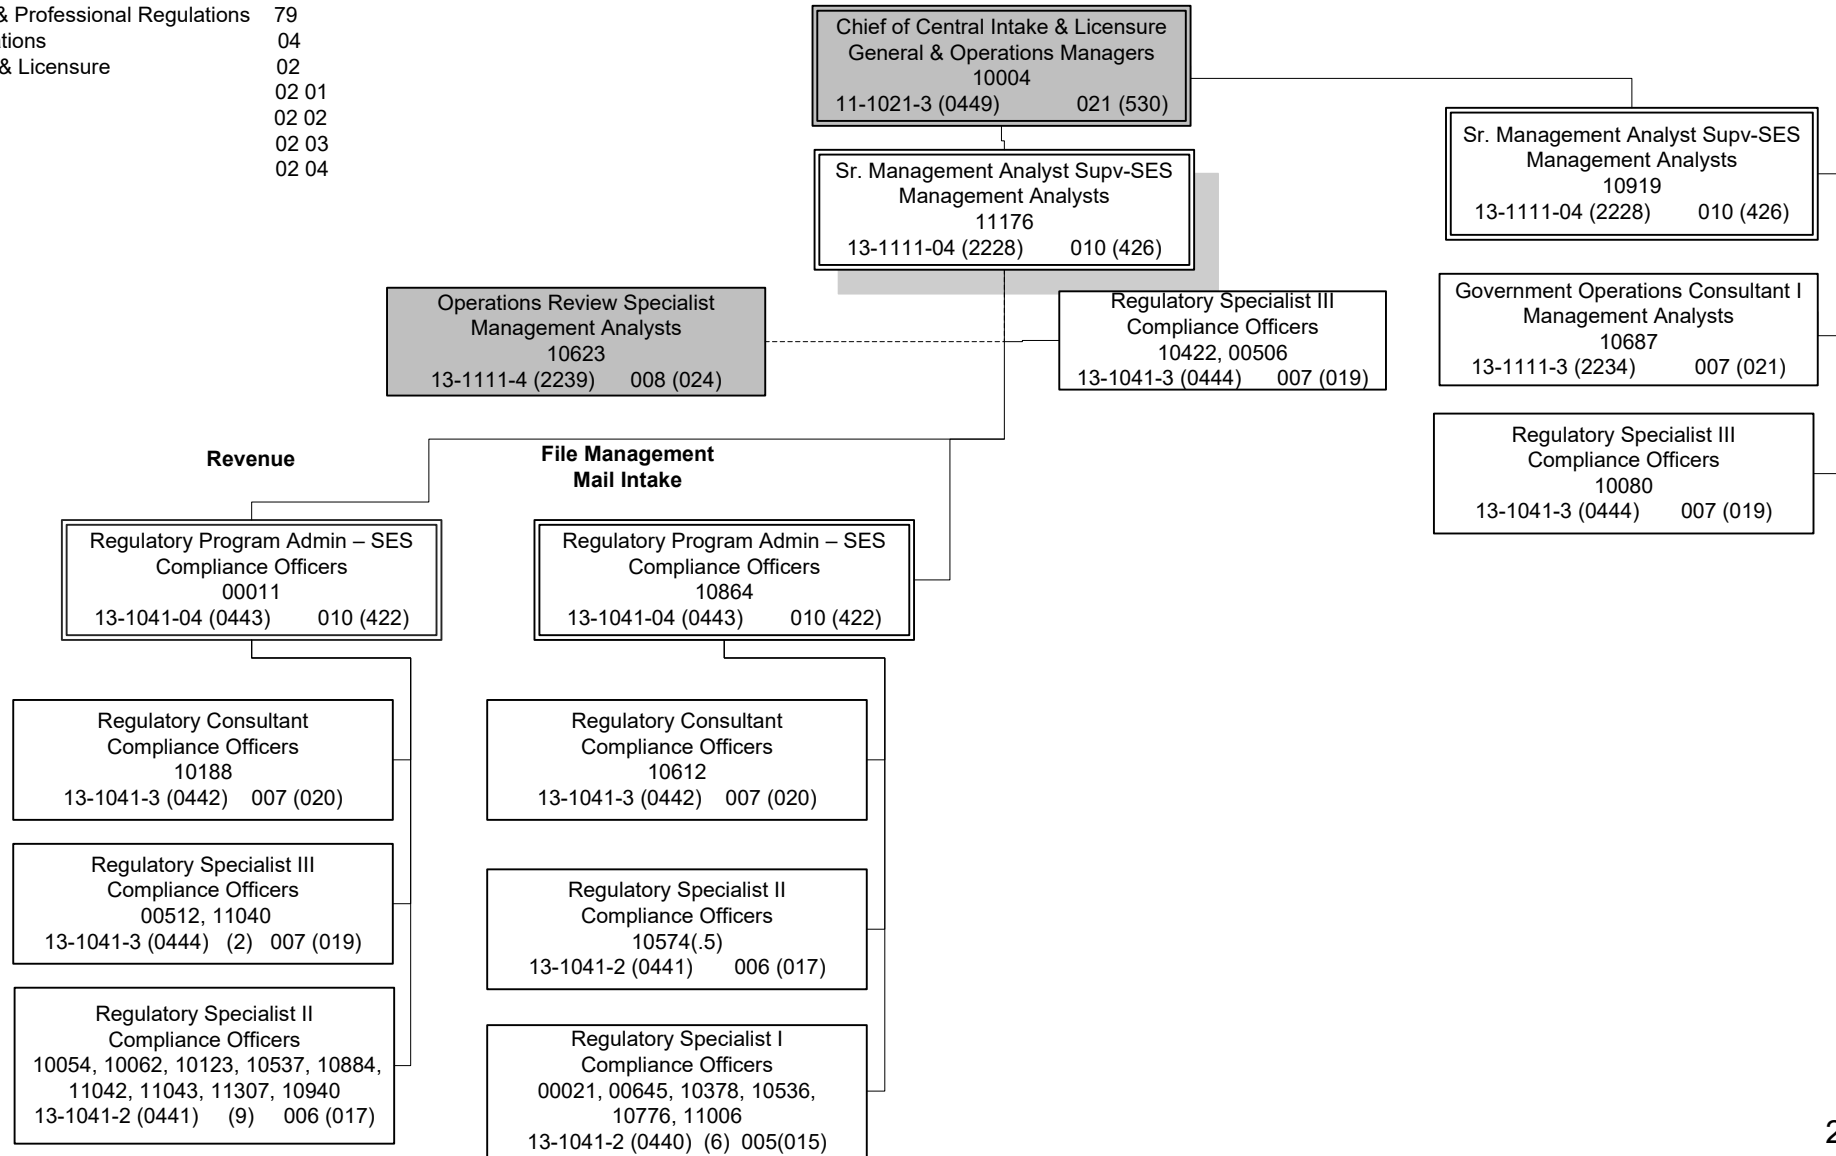 & Professional Regulations 79
tions 04
& Licensure 02
02 01
02 02
02 03
02 04
Chief of Central Intake & Licensure
General & Operations Managers
10004
11-1021-3 (0449) 021 (530)
Sr. Management Analyst Supv-SES
Management Analysts
11176
13-1111-04 (2228) 010 (426)
Sr. Management Analyst Supv-SES
Management Analysts
10919
13-1111-04 (2228) 010 (426)
Operations Review Specialist
Management Analysts
10623
13-1111-4 (2239) 008 (024)
Regulatory Specialist III
Compliance Officers
10422, 00506
13-1041-3 (0444) 007 (019)
Government Operations Consultant I
Management Analysts
10687
13-1111-3 (2234) 007 (021)
Regulatory Specialist III
Compliance Officers
10080
13-1041-3 (0444) 007 (019)
Revenue
File Management
Mail Intake
Regulatory Program Admin – SES
Compliance Officers
00011
13-1041-04 (0443) 010 (422)
Regulatory Program Admin – SES
Compliance Officers
10864
13-1041-04 (0443) 010 (422)
Regulatory Consultant
Compliance Officers
10188
13-1041-3 (0442) 007 (020)
Regulatory Consultant
Compliance Officers
10612
13-1041-3 (0442) 007 (020)
Regulatory Specialist III
Compliance Officers
00512, 11040
13-1041-3 (0444) (2) 007 (019)
Regulatory Specialist II
Compliance Officers
10574(.5)
13-1041-2 (0441) 006 (017)
Regulatory Specialist II
Compliance Officers
10054, 10062, 10123, 10537, 10884,
11042, 11043, 11307, 10940
13-1041-2 (0441) (9) 006 (017)
Regulatory Specialist I
Compliance Officers
00021, 00645, 10378, 10536,
10776, 11006
13-1041-2 (0440) (6) 005(015)
2